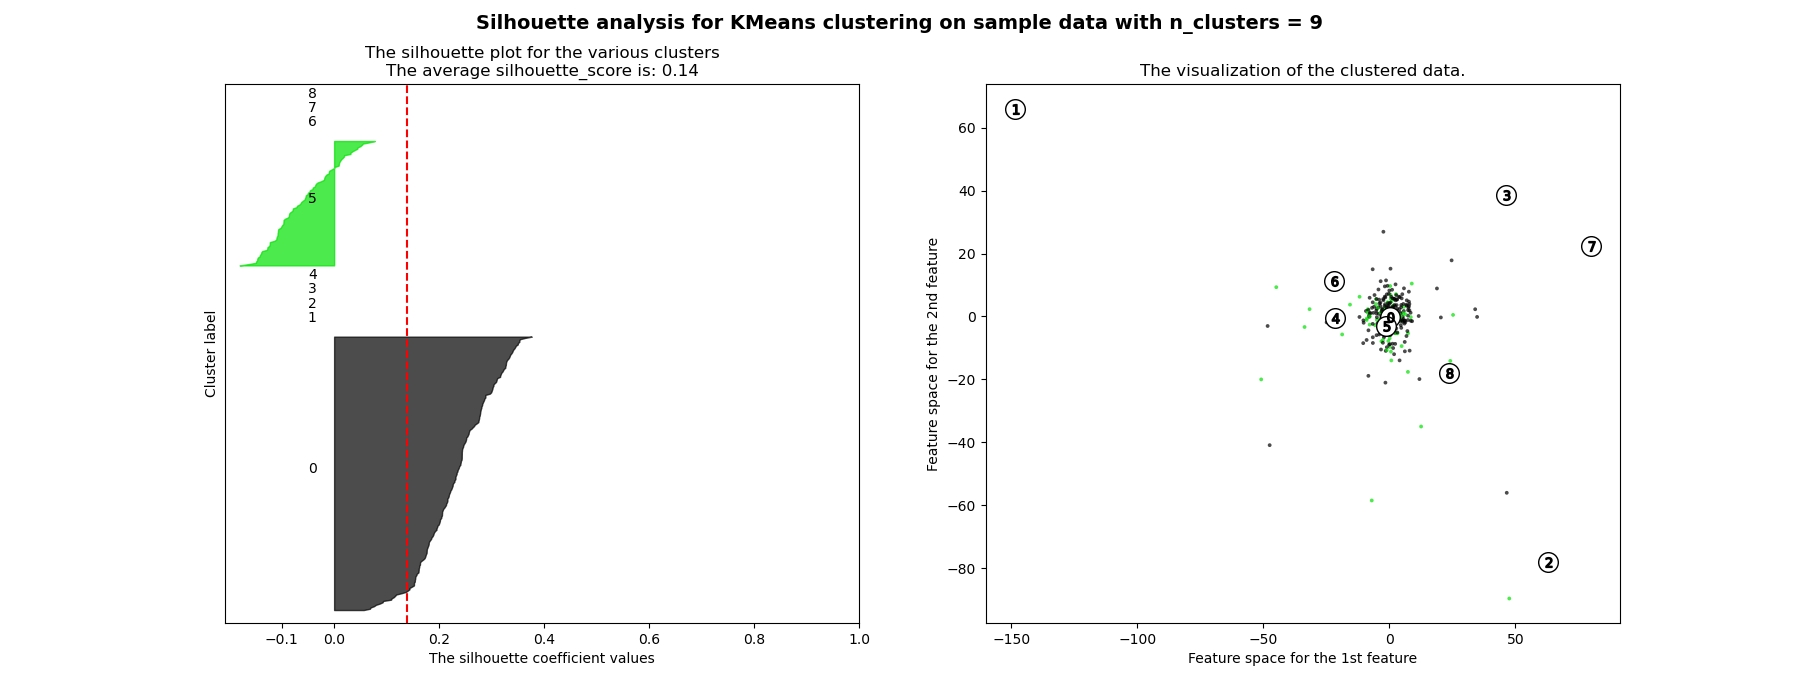 Silhouette analysis for KMeans clustering on sample data with n_clusters = 9
The silhouette plot for the various clusters
The average silhouette_score is: 0.14
8
7
6
5
4
3
2
1
0
Cluster label
−0.1 0.0 0.2 0.4 0.6 0.8 1.0
The silhouette coefficient values
The visualization of the clustered data.
60
40
20
0
−20
−40
−60
−80
Feature space for the 2nd feature
1
3
7
6
4
0
5
8
2
−150 −100 −50 0 50
Feature space for the 1st feature